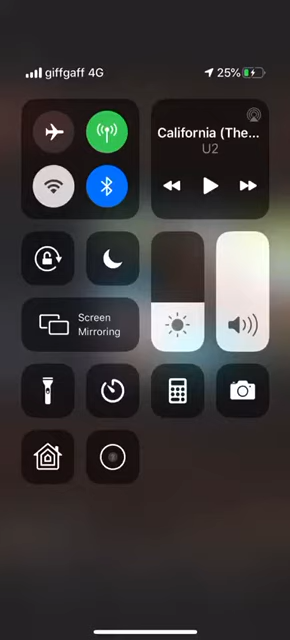 giffgaff 4G
25%
California (The...
U2
Screen
Mirroring